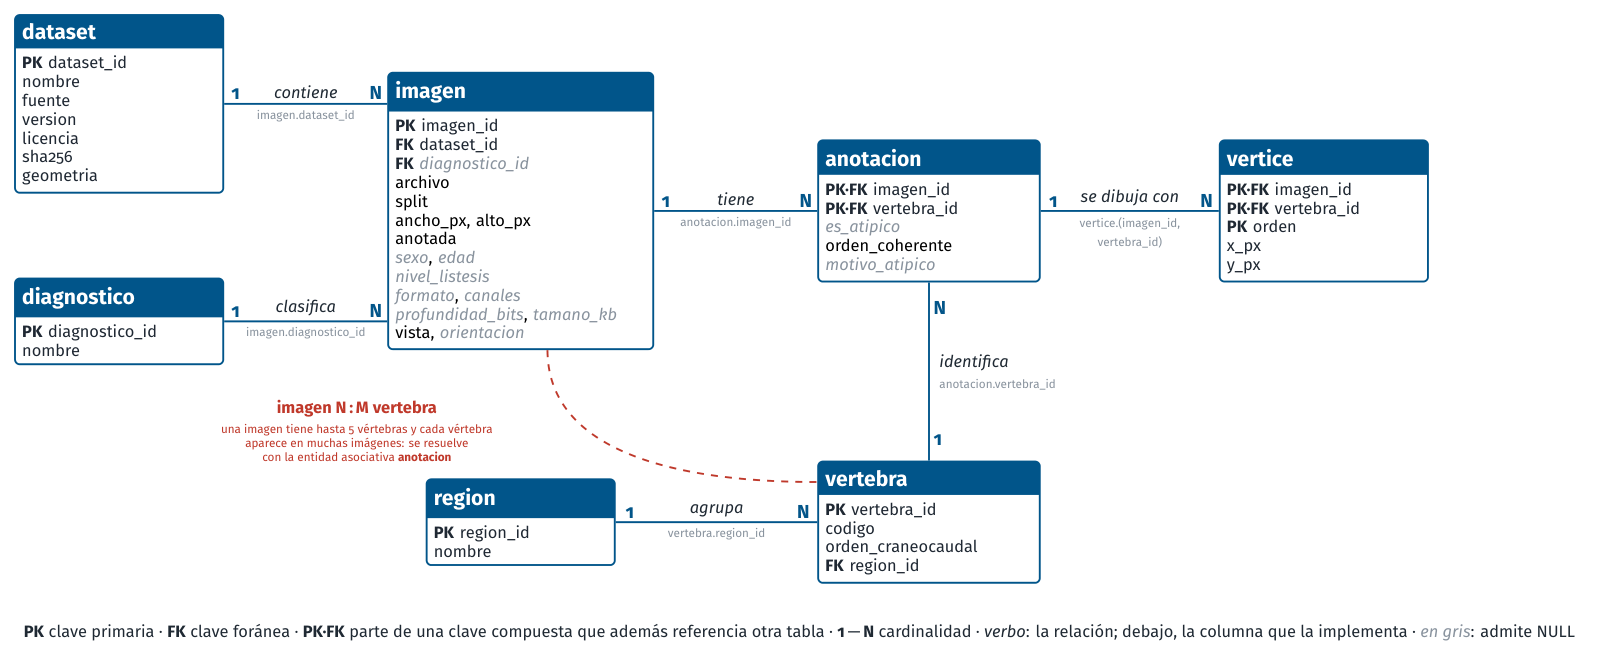 dataset
PK dataset_id
nombre
fuente
version
licencia
sha256
geometria
1 contiene N
imagen.dataset_id
imagen
PK imagen_id
FK dataset_id
FK diagnostico_id
archivo
split
ancho_px, alto_px
anotada
sexo, edad
nivel_listesis
formato, canales
profundidad_bits, tamano_kb
vista, orientacion
diagnostico
PK diagnostico_id
nombre
1 clasifica N
imagen.diagnostico_id
1 tiene N
anotacion.imagen_id
anotacion
PK·FK imagen_id
PK·FK vertebra_id
es_atipico
orden_coherente
motivo_atipico
1 se dibuja con N
vertice.(imagen_id,
vertebra_id)
vertice
PK·FK imagen_id
PK·FK vertebra_id
PK orden
x_px
y_px
N
identifica
anotacion.vertebra_id
1
imagen N:M vertebra
una imagen tiene hasta 5 vértebras y cada vértebra
aparece en muchas imágenes: se resuelve
con la entidad asociativa anotacion
region
PK region_id
nombre
1 agrupa N
vertebra.region_id
vertebra
PK vertebra_id
codigo
orden_craneocaudal
FK region_id
PK clave primaria · FK clave foránea · PK·FK parte de una clave compuesta que además referencia otra tabla · 1—N cardinalidad · verbo: la relación; debajo, la columna que la implementa · en gris: admite NULL